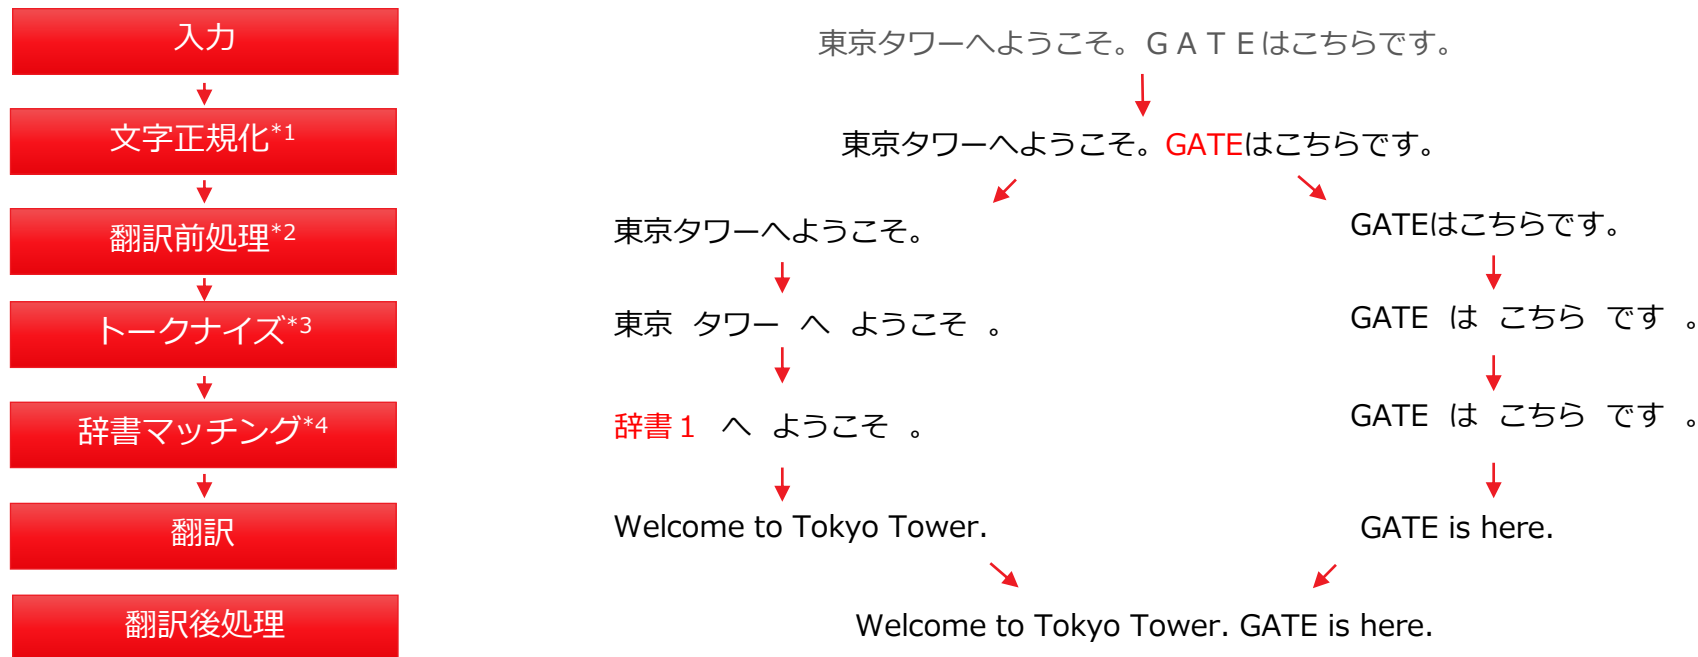 入力
東京タワーへようこそ。ＧＡＴＥはこちらです。
文字正規化*1
東京タワーへようこそ。GATEはこちらです。
翻訳前処理*2
東京タワーへようこそ。
GATEはこちらです。
トークナイズ*3
東京 タワー へ ようこそ 。
GATE は こちら です 。
辞書マッチング*4
辞書１ へ ようこそ 。
GATE は こちら です 。
翻訳
Welcome to Tokyo Tower.
GATE is here.
翻訳後処理
Welcome to Tokyo Tower. GATE is here.